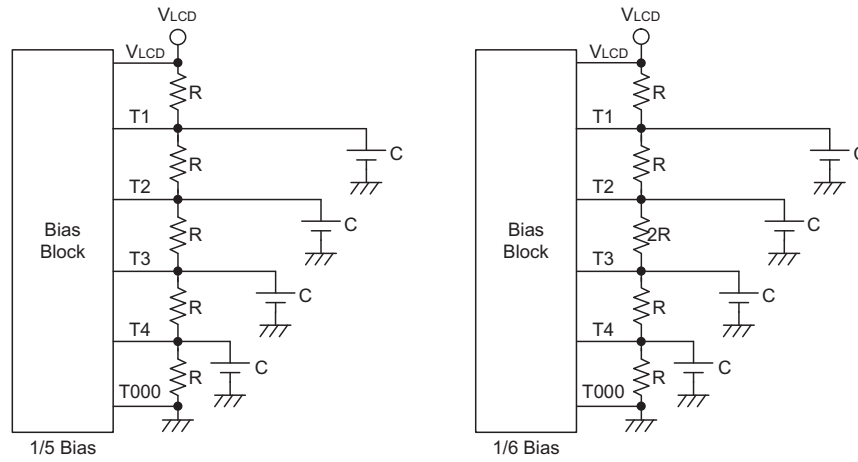 VLCD
VLCD
R
T1
C
R
T2
C
R
Bias
Block
T3
C
R
T4
C
R
T000
1/5 Bias
VLCD
VLCD
R
T1
C
R
T2
C
2R
Bias
Block
T3
C
R
T4
C
R
T000
1/6 Bias